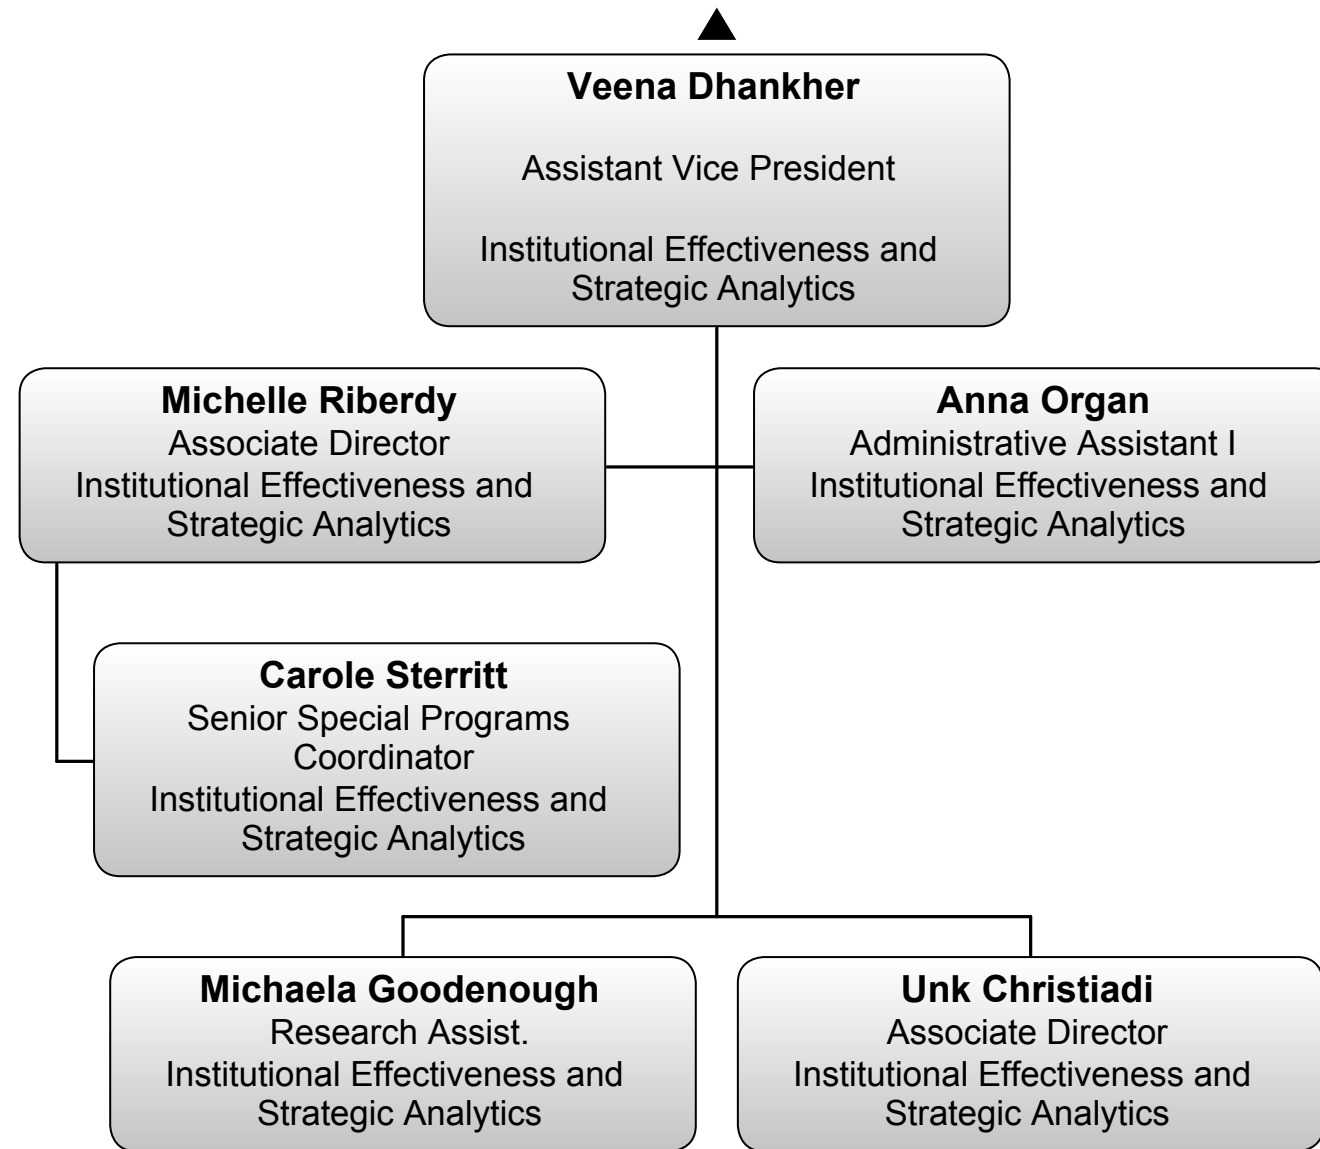 Veena Dhankher
Assistant Vice President
Institutional Effectiveness and
Strategic Analytics
Michelle Riberdy
Associate Director
Institutional Effectiveness and
Strategic Analytics
Anna Organ
Administrative Assistant I
Institutional Effectiveness and
Strategic Analytics
Carole Sterritt
Senior Special Programs
Coordinator
Institutional Effectiveness and
Strategic Analytics
Michaela Goodenough
Research Assist.
Institutional Effectiveness and
Strategic Analytics
Unk Christiadi
Associate Director
Institutional Effectiveness and
Strategic Analytics